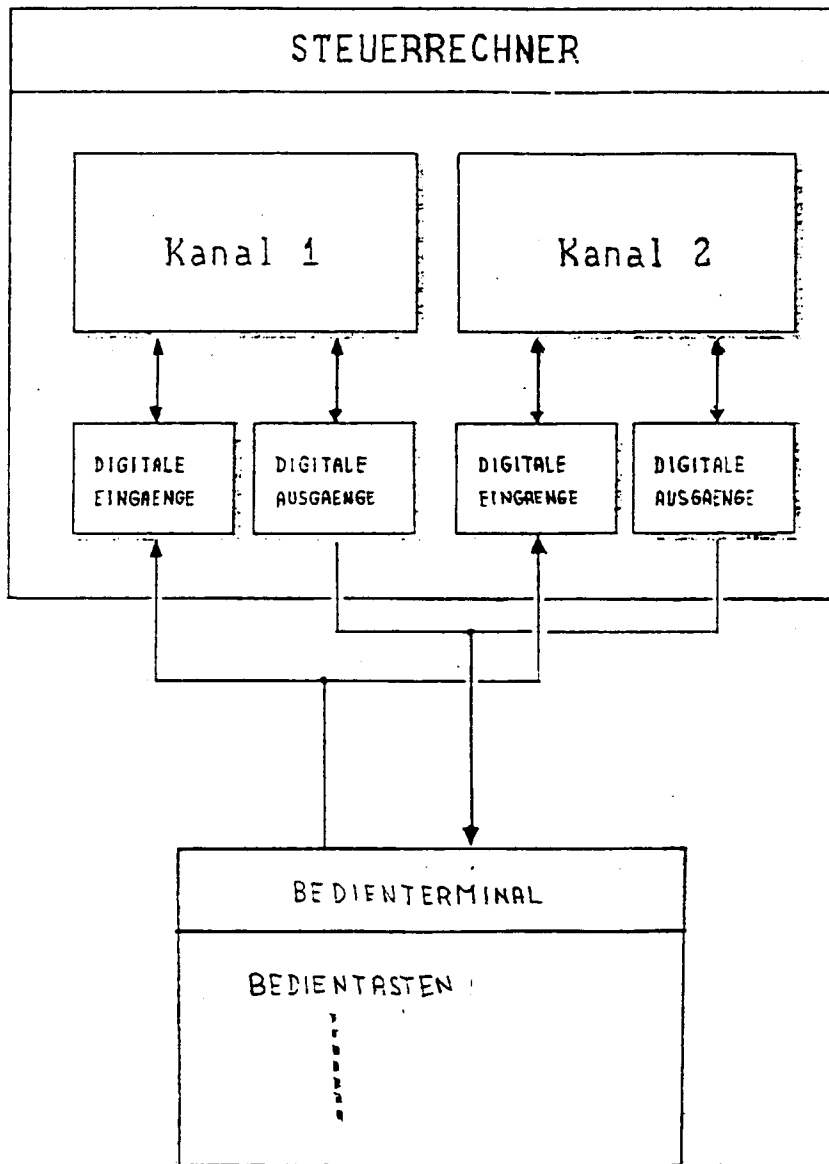 STEUERRECHNER
Kanal 1
Kanal 2
DIGITALE
EINGAENGE
DIGITALE
AUSGAENGE
DIGITALE
EINGAENGE
DIGITALE
AUSGAENGE
BEDIENTERMINAL
BEDIENTASTEN